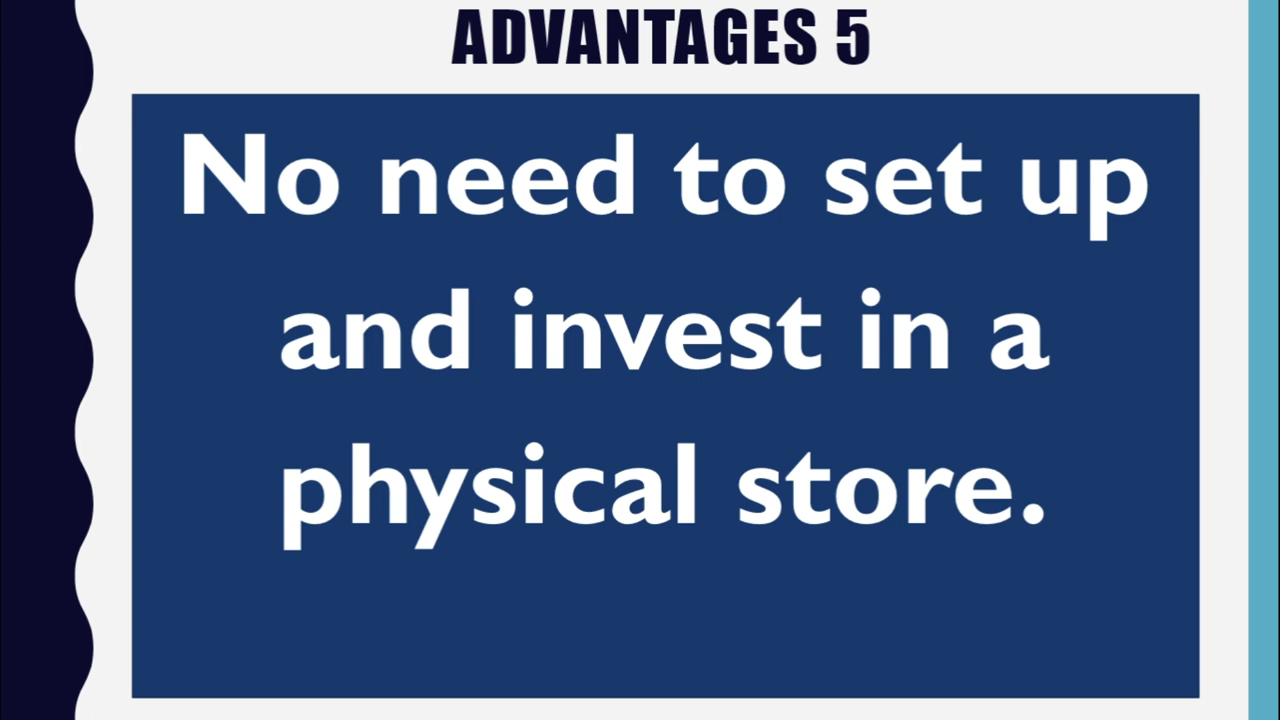 ADVANTAGES 5
No need to set up
and invest in a
physical store.